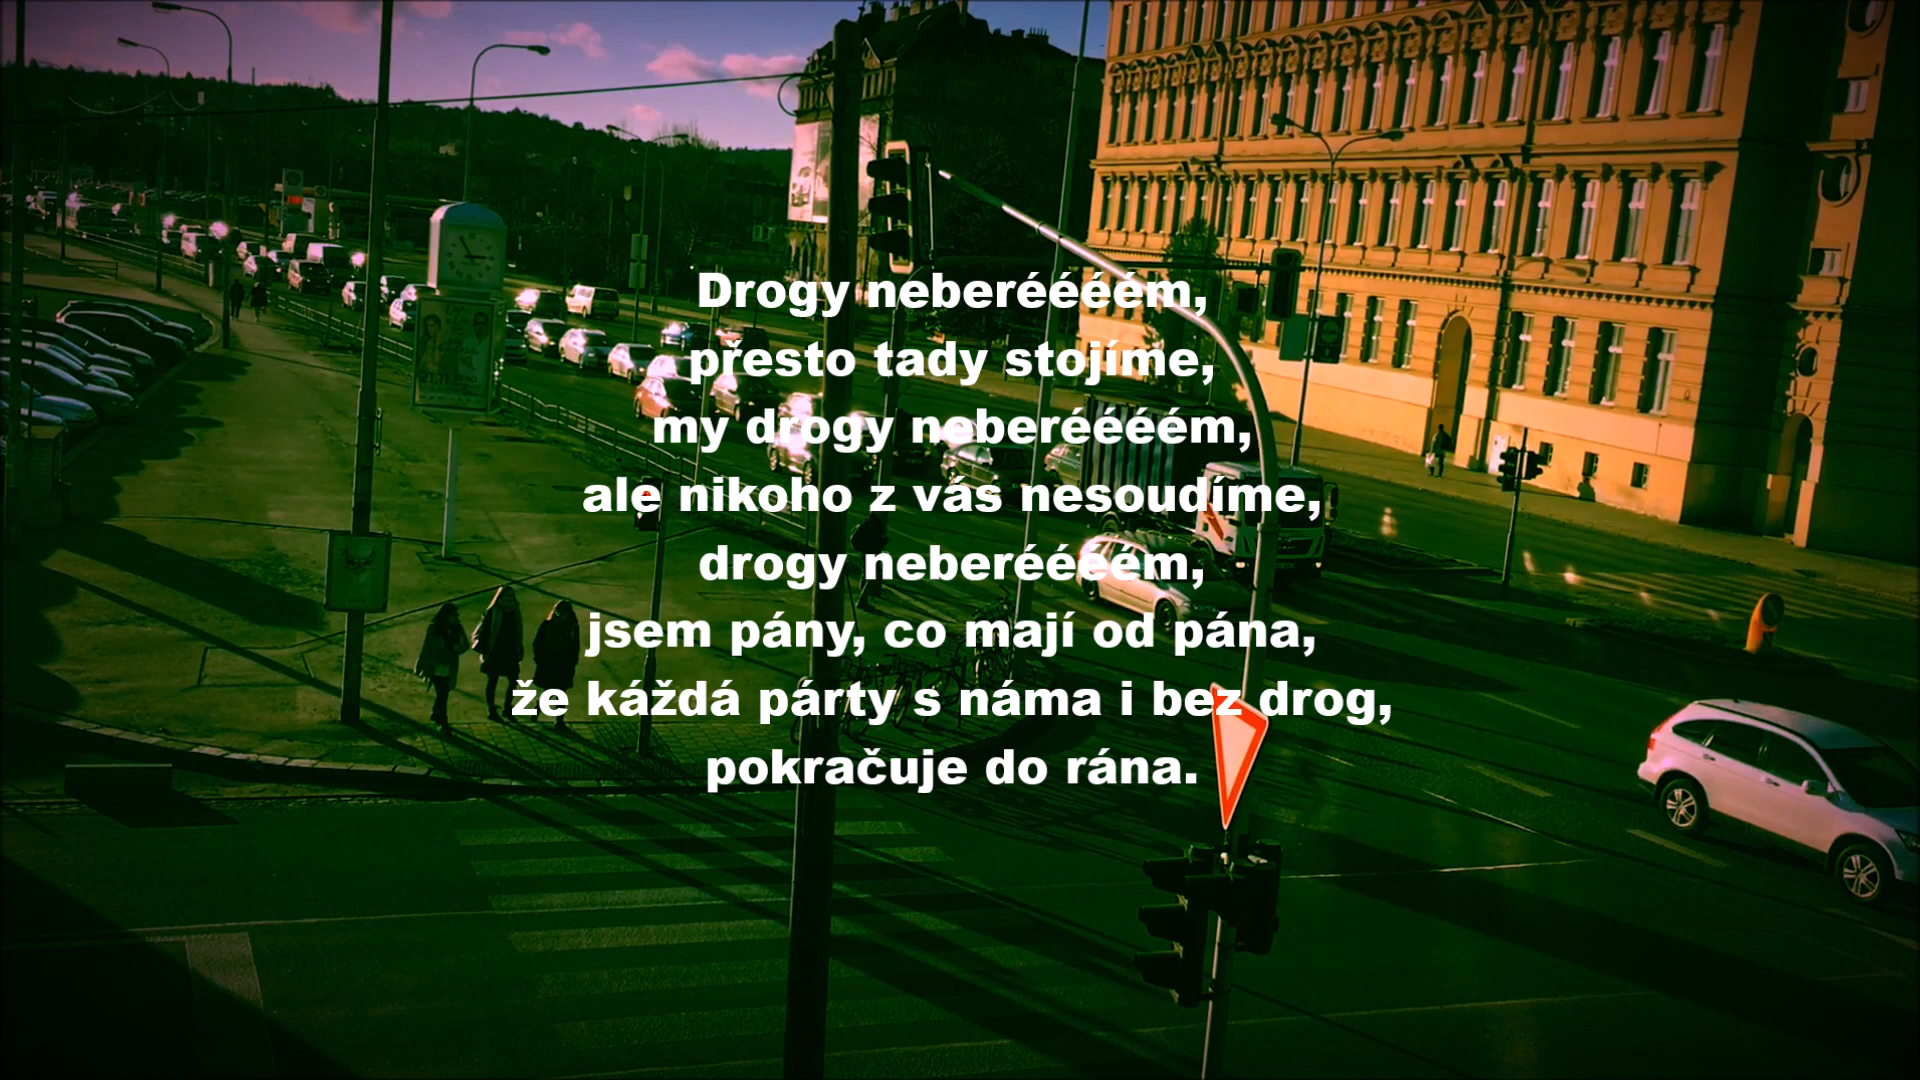 Drogy neberéééém,
přesto tady stojíme,
my drogy neberéééém,
ale nikoho z vás nesoudíme,
drogy neberéééém,
jsem pány, co mají od pána,
že káždá párty s náma i bez drog,
pokračuje do rána.